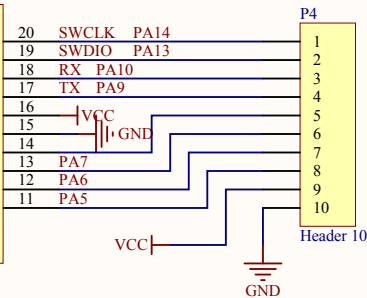 P4
20 SWCLK PA14 1
19 SWDIO PA13 2
18 RX PA10 3
17 TX PA9 4
16 VCC 5
15 GND 6
14 7
13 PA7 8
12 PA6 9
11 PA5 10
Header 10
VCC
GND